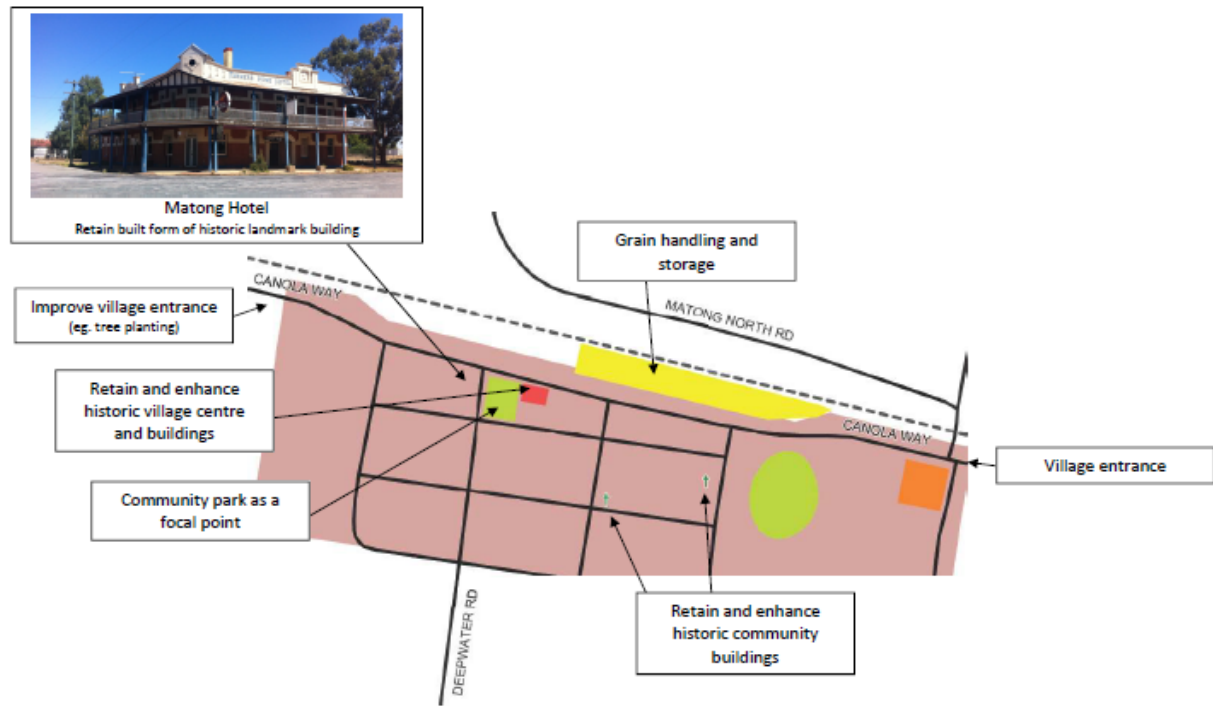 Matong Hotel
Retain built form of historic landmark building
Grain handling and
storage
CANOLA WAY
MATONG NORTH RD
Improve village entrance
(eg. tree planting)
Retain and enhance
historic village centre
and buildings
CANOLA WAY
Village entrance
Community park as a
focal point
Retain and enhance
historic community
buildings
DEEPWATER RD